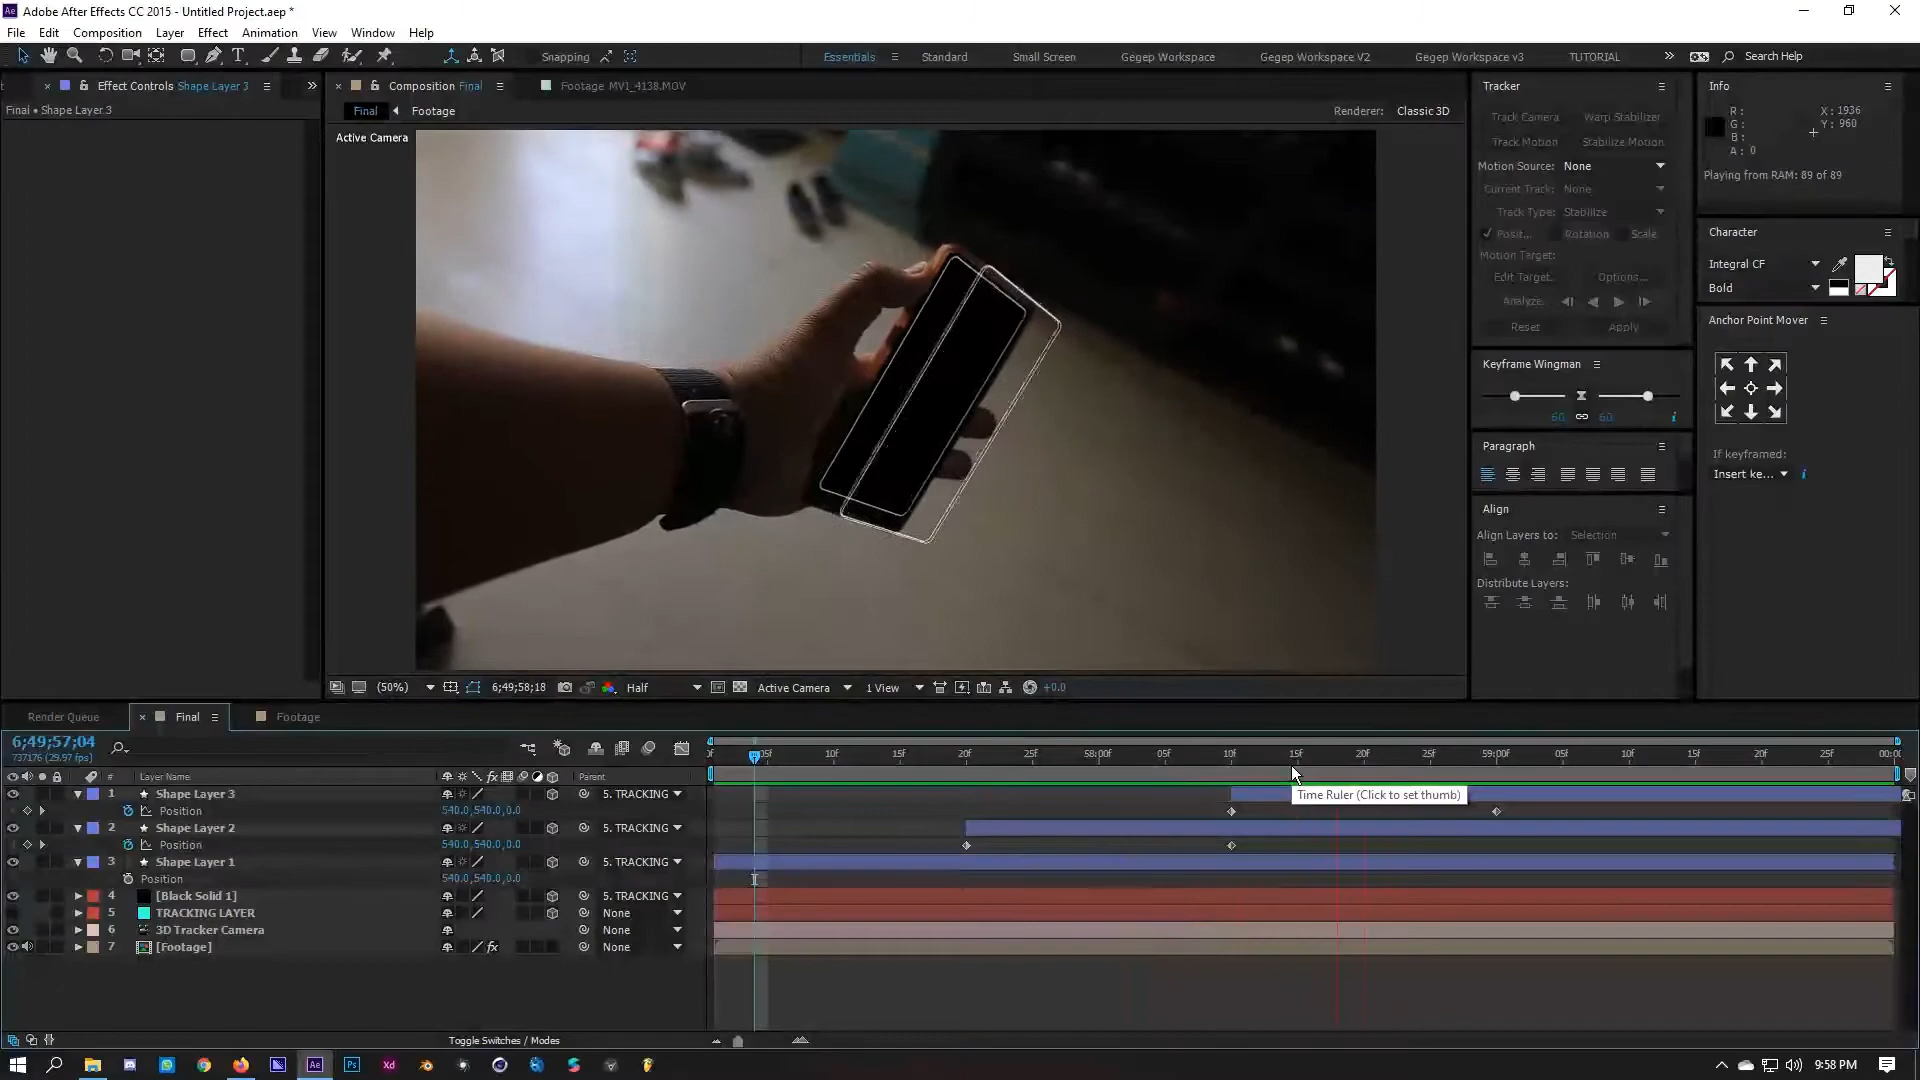 Adobe After Effects CC 2015 - Untitled Project.aep *
File Edit Composition Layer Effect Animation View Window Help
Snapping Essentials Standard Small Screen Gegep Workspace Gegep Workspace V2 Gegep Workspace v3 TUTORIAL Search Help
Effect Controls Shape Layer 3
Final • Shape Layer 3
Composition Final
Footage MV1_4138.MOV
Final Footage
Renderer: Classic 3D
Active Camera
(50%) 6;49;58;18 Half Active Camera 1 View +0.0
Tracker
Track Camera Warp Stabilizer
Track Motion Stabilize Motion
Motion Source: None
Current Track: None
Track Type: Stabilize
Posit... Rotation Scale
Motion Target:
Edit Target... Options...
Analyze:
Reset Apply
Keyframe Wingman
60 60
Paragraph
Align
Align Layers to: Selection
Distribute Layers:
Info
R :
G :
B :
A : 0
X : 1936
Y : 960
Playing from RAM: 89 of 89
Character
Integral CF
Bold
Anchor Point Mover
If keyframed:
Insert ke...
Render Queue Final Footage
6;49;57;04
737176 (29.97 fps)
05f 10f 15f 20f 25f 58;00f 05f 10f 15f 20f 25f 59;00f 05f 10f 15f 20f 25f 00;0
# Layer Name Parent
1 Shape Layer 3 5. TRACKING
Time Ruler (Click to set thumb)
Position 540.0,540.0,0.0
2 Shape Layer 2 5. TRACKING
Position 540.0,540.0,0.0
3 Shape Layer 1 5. TRACKING
Position 540.0,540.0,0.0
4 [Black Solid 1] 5. TRACKING
5 TRACKING LAYER None
6 3D Tracker Camera None
7 [Footage] None
Toggle Switches / Modes
9:58 PM